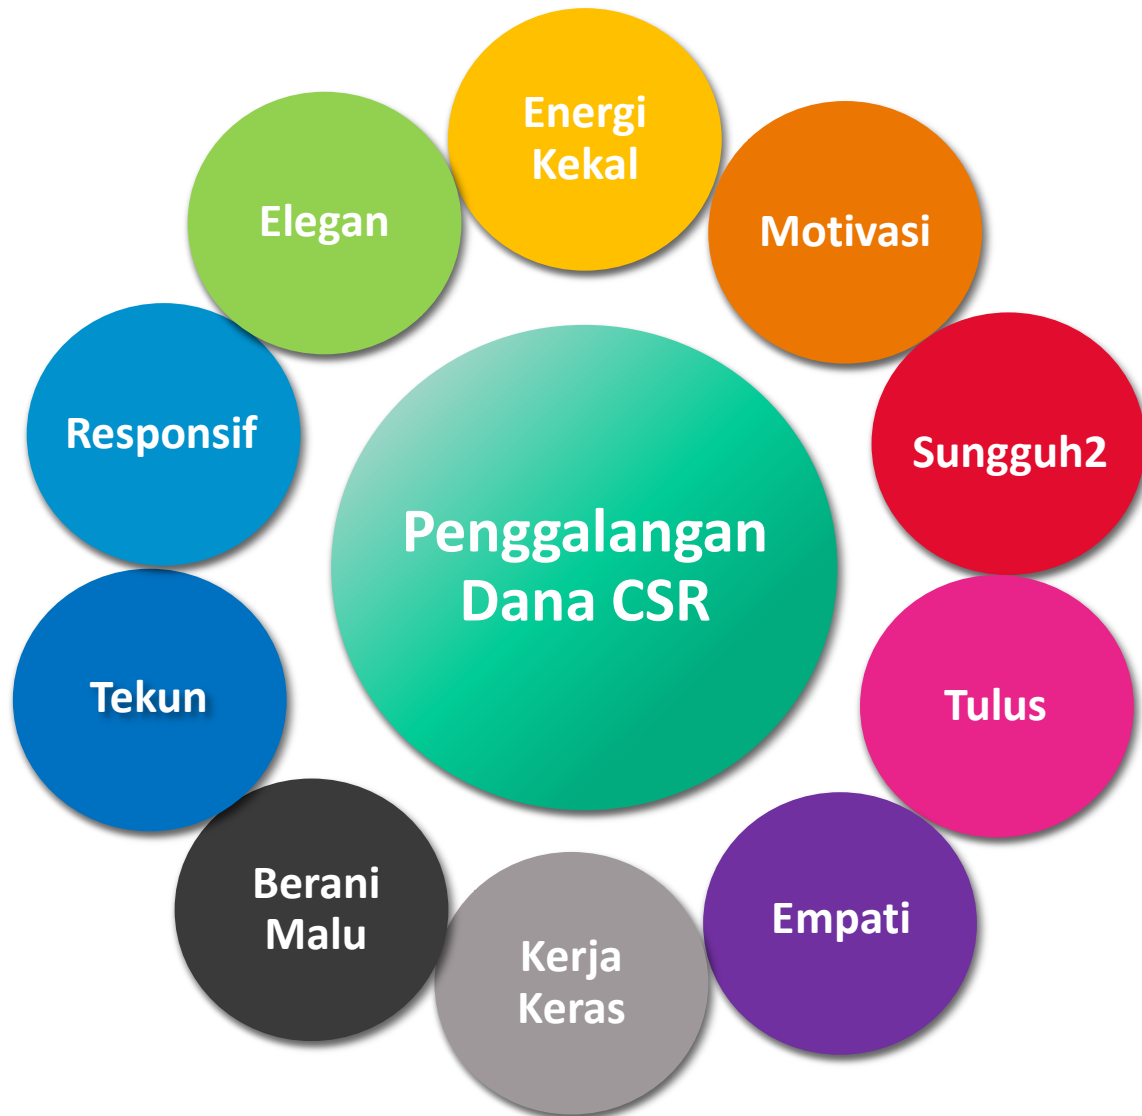 Energi
Kekal
Motivasi
Sungguh2
Tulus
Empati
Kerja
Keras
Berani
Malu
Tekun
Responsif
Elegan
Penggalangan
Dana CSR